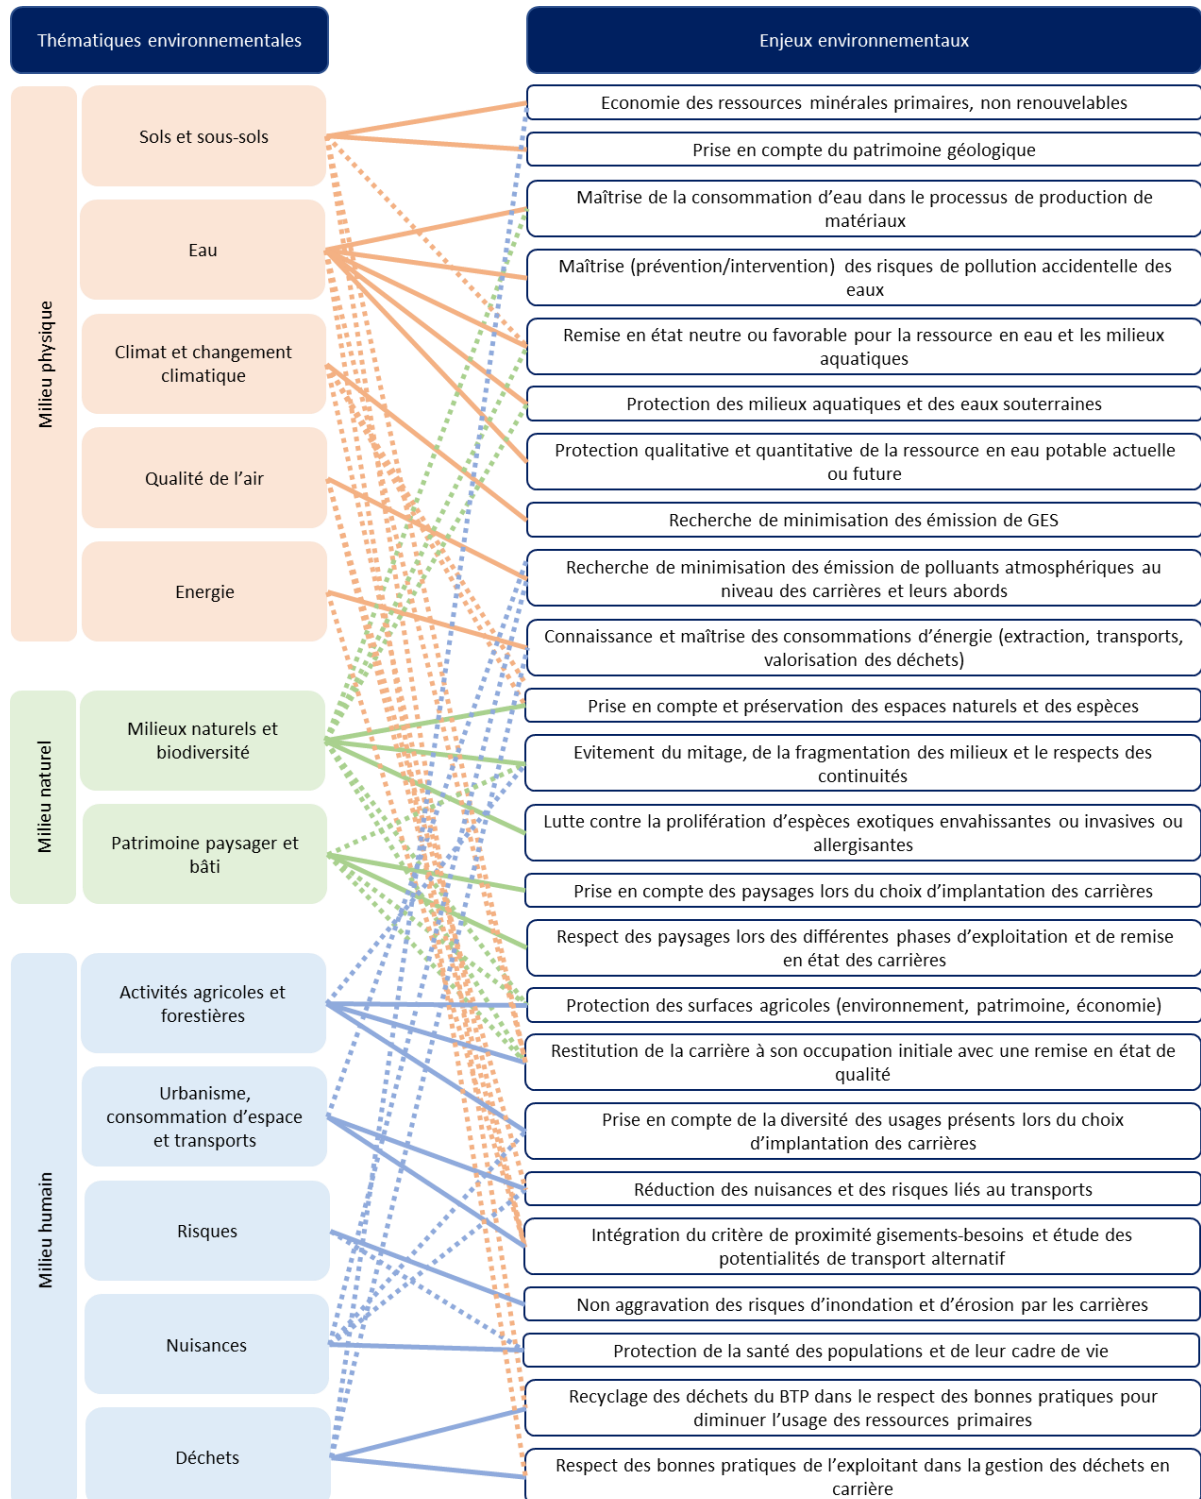 Thématiques environnementales
Enjeux environnementaux
Milieu physique
Sols et sous-sols
Eau
Climat et changement
climatique
Qualité de l'air
Energie
Milieu naturel
Milieux naturels et
biodiversité
Patrimoine paysager et
bâti
Milieu humain
Activités agricoles et
forestières
Urbanisme,
consommation d'espace
et transports
Risques
Nuisances
Déchets
Economie des ressources minérales primaires, non renouvelables
Prise en compte du patrimoine géologique
Maîtrise de la consommation d'eau dans le processus de production de
matériaux
Maîtrise (prévention/intervention) des risques de pollution accidentelle des
eaux
Remise en état neutre ou favorable pour la ressource en eau et les milieux
aquatiques
Protection des milieux aquatiques et des eaux souterraines
Protection qualitative et quantitative de la ressource en eau potable actuelle
ou future
Recherche de minimisation des émission de GES
Recherche de minimisation des émission de polluants atmosphériques au
niveau des carrières et leurs abords
Connaissance et maîtrise des consommations d'énergie (extraction, transports,
valorisation des déchets)
Prise en compte et préservation des espaces naturels et des espèces
Evitement du mitage, de la fragmentation des milieux et le respects des
continuités
Lutte contre la prolifération d'espèces exotiques envahissantes ou invasives ou
allergisantes
Prise en compte des paysages lors du choix d'implantation des carrières
Respect des paysages lors des différentes phases d'exploitation et de remise
en état des carrières
Protection des surfaces agricoles (environnement, patrimoine, économie)
Restitution de la carrière à son occupation initiale avec une remise en état de
qualité
Prise en compte de la diversité des usages présents lors du choix
d'implantation des carrières
Réduction des nuisances et des risques liés au transports
Intégration du critère de proximité gisements-besoins et étude des
potentialités de transport alternatif
Non aggravation des risques d'inondation et d'érosion par les carrières
Protection de la santé des populations et de leur cadre de vie
Recyclage des déchets du BTP dans le respect des bonnes pratiques pour
diminuer l'usage des ressources primaires
Respect des bonnes pratiques de l'exploitant dans la gestion des déchets en
carrière